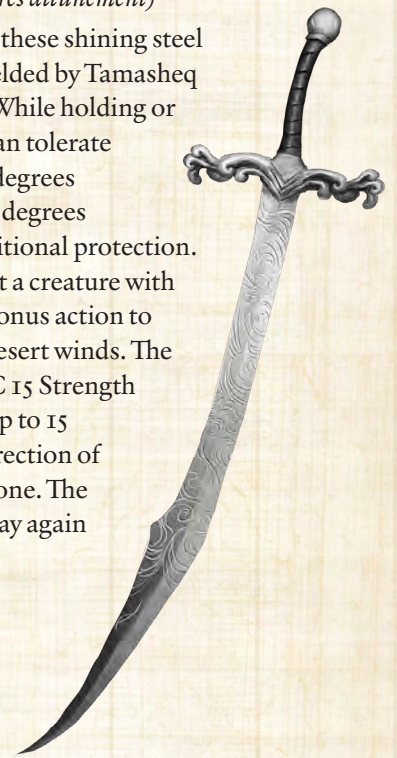 res attunement)
these shining steel
elded by Tamasheq
While holding or
an tolerate
degrees
degrees
itional protection.
t a creature with
onus action to
esert winds. The
C 15 Strength
p to 15
rection of
one. The
ay again